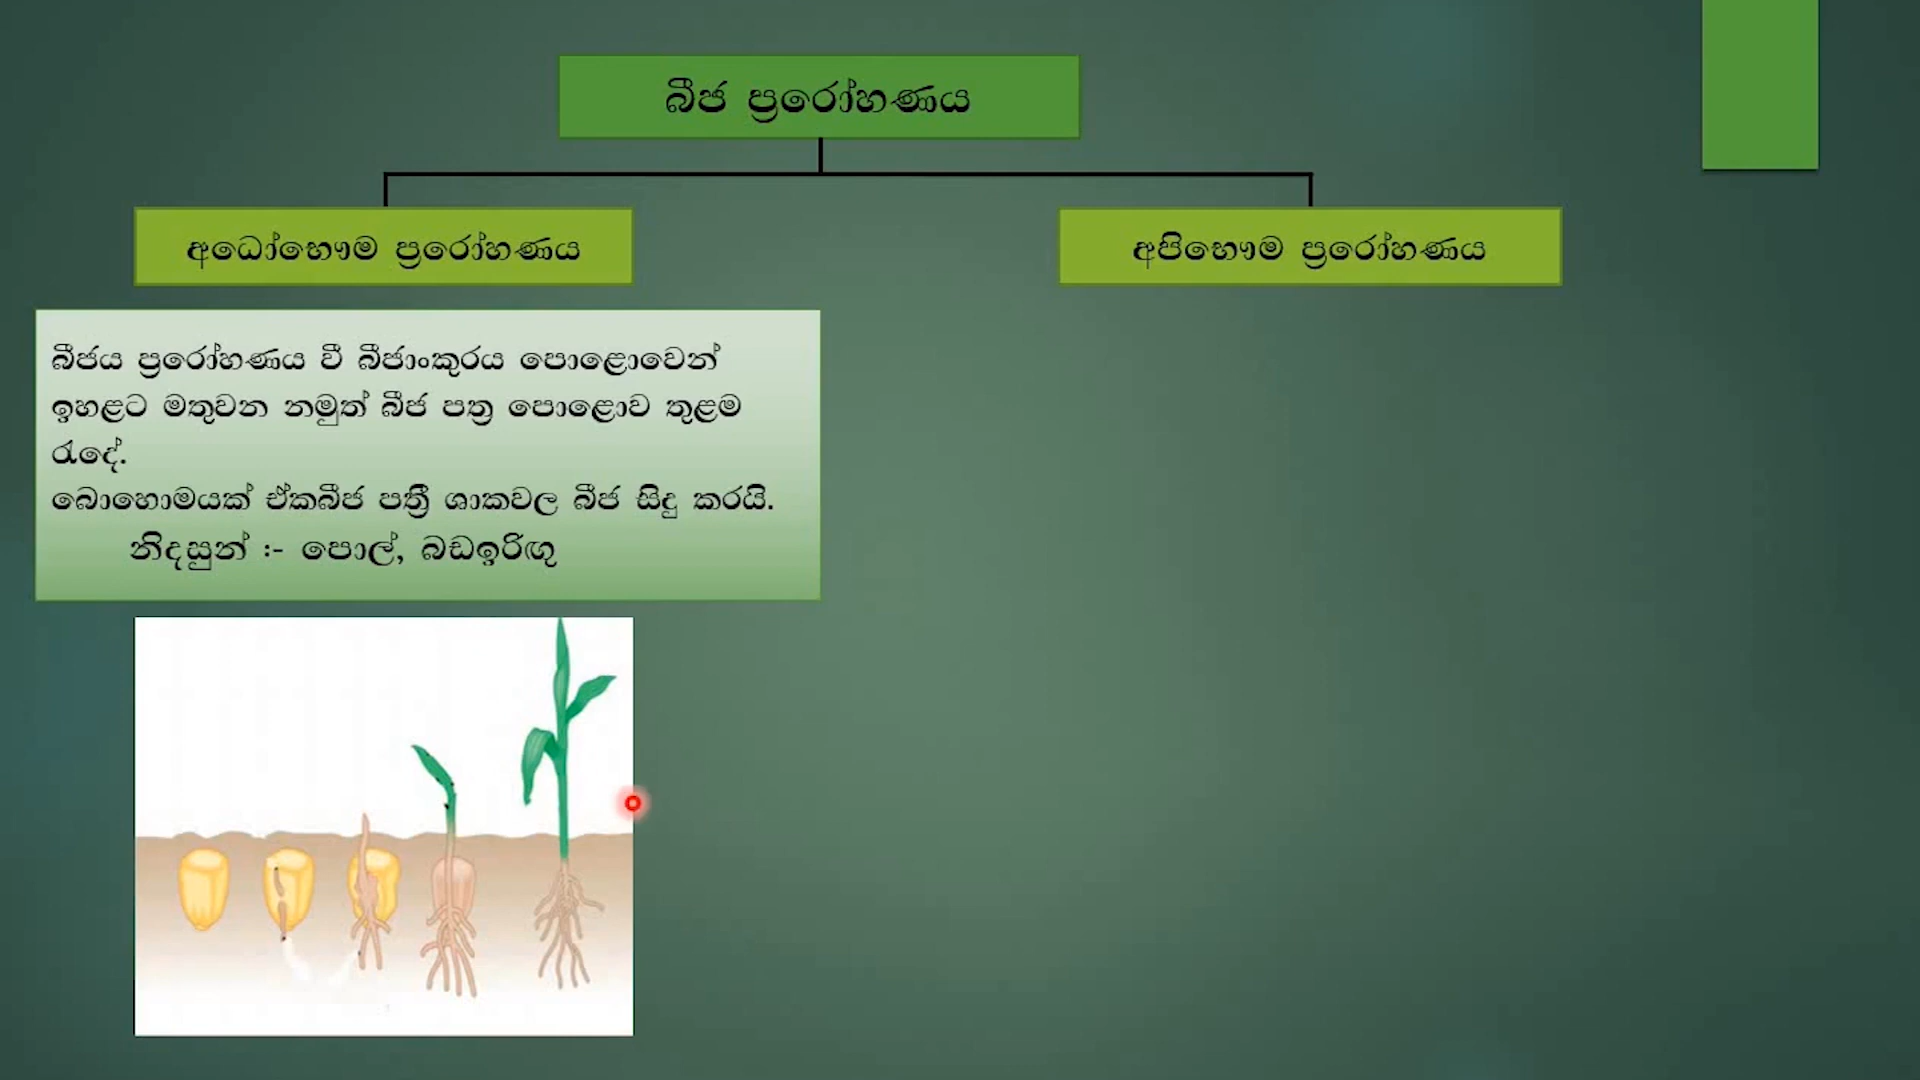 බීජ ප්‍රරෝහණය
අධෝභෞම ප්‍රරෝහණය
අපිභෞම ප්‍රරෝහණය
බීජය ප්‍රරෝහණය වී බීජාංකුරය පොළොවෙන්
ඉහළට මතුවන නමුත් බීජ පත්‍ර පොළොව තුළම
රැඳේ.
බොහොමයක් ඒකබීජ පත්‍රී ශාකවල බීජ සිදු කරයි.
නිදසුන් :- පොල්, බඩඉරිඟු